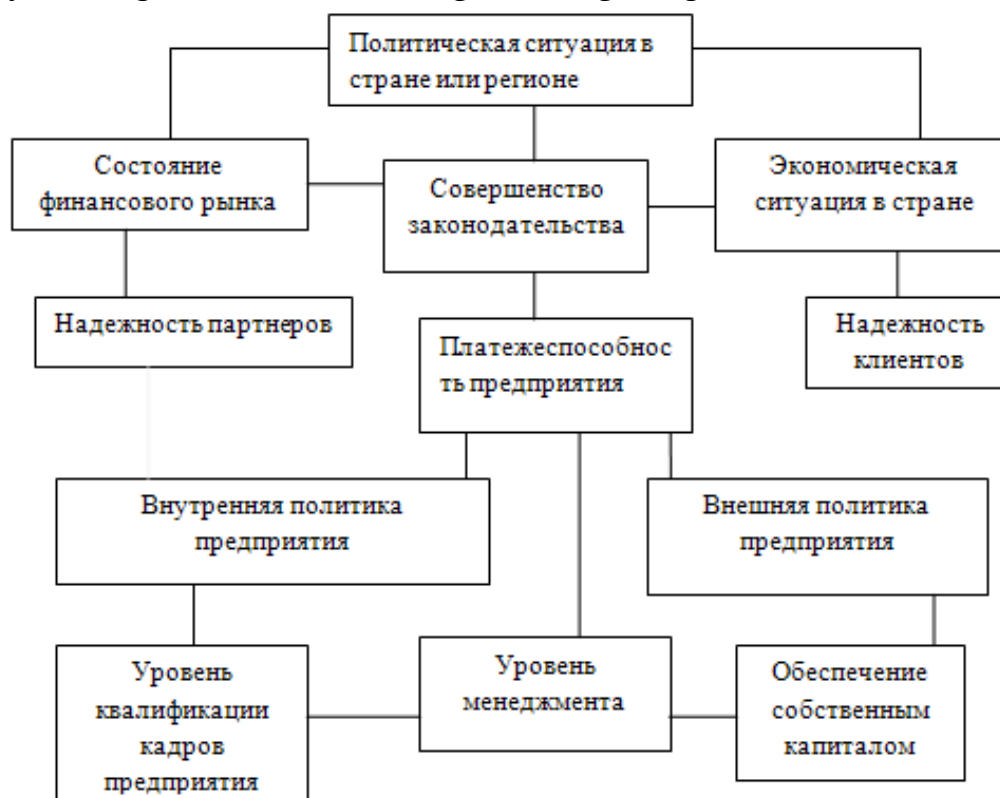 Политическая ситуация в
стране или регионе
Состояние
финансового рынка
Совершенство
законодательства
Экономическая
ситуация в стране
Надежность партнеров
Платежеспособнос
ть предприятия
Надежность
клиентов
Внутренняя политика
предприятия
Внешняя политика
предприятия
Уровень
квалификации
кадров
предприятия
Уровень
менеджмента
Обеспечение
собственным
капиталом